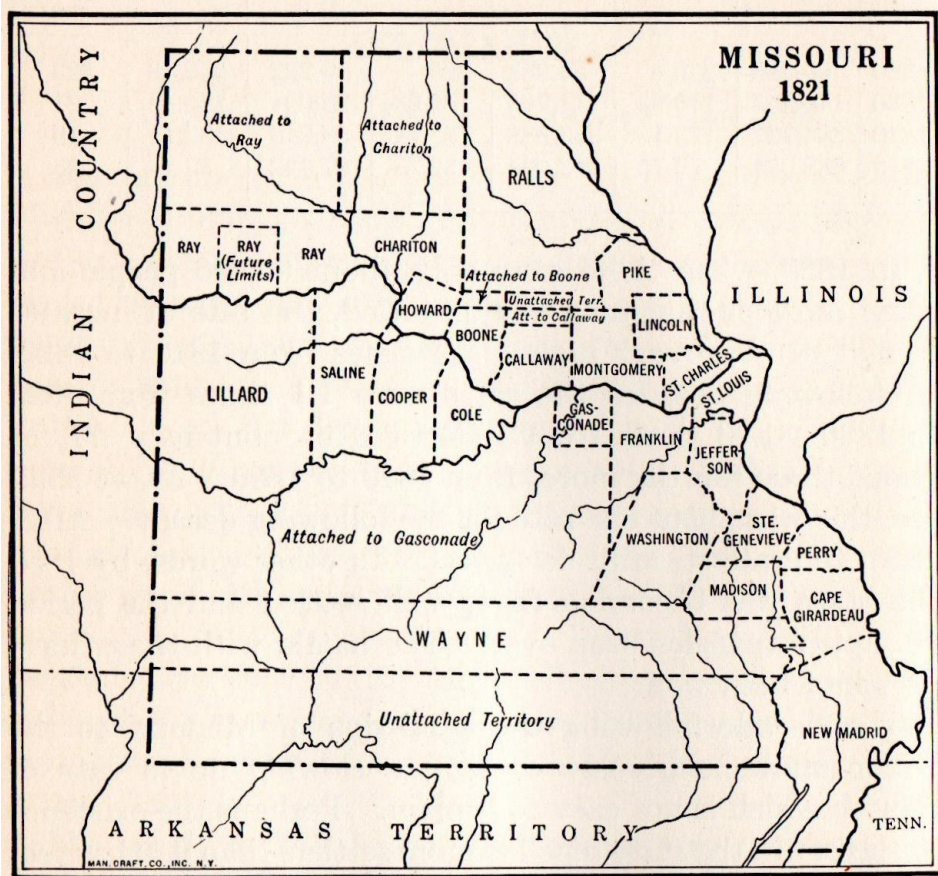 MISSOURI
1821
INDIAN COUNTRY
Attached to
Ray
Attached to
Chariton
RALLS
RAY
RAY
(Future
Limits)
RAY
CHARITON
PIKE
ILLINOIS
Attached to Boone
Unattached Terr.
Att. to Callaway
HOWARD
BOONE
LINCOLN
CALLAWAY
MONTGOMERY
ST. CHARLES
ST. LOUIS
LILLARD
SALINE
COOPER
COLE
GAS-
CONADE
FRANKLIN
JEFFER-
SON
Attached to Gasconade
WASHINGTON
STE.
GENEVIEVE
PERRY
MADISON
CAPE
GIRARDEAU
WAYNE
Unattached Territory
NEW MADRID
ARKANSAS TERRITORY
TENN.
MAN. DRAFT. CO., INC. N.Y.